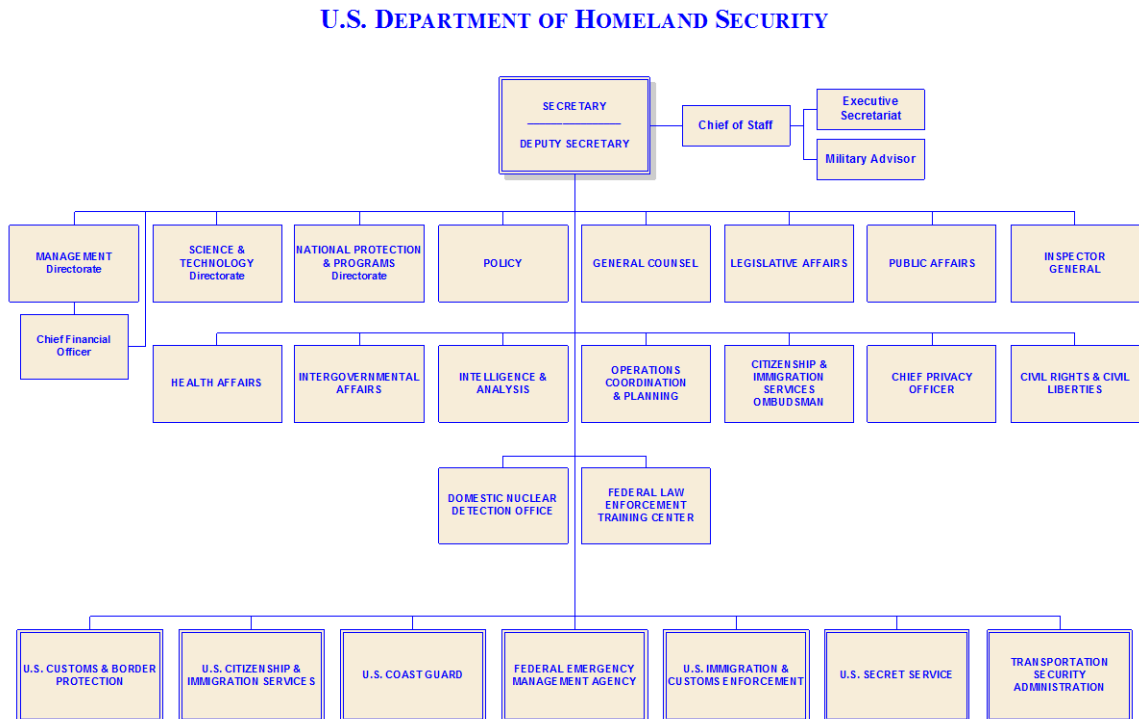 U.S. DEPARTMENT OF HOMELAND SECURITY
SECRETARY
DEPUTY SECRETARY
Chief of Staff
Executive
Secretariat
Military Advisor
MANAGEMENT
Directorate
SCIENCE &
TECHNOLOGY
Directorate
NATIONAL PROTECTION
& PROGRAMS
Directorate
POLICY
GENERAL COUNSEL
LEGISLATIVE AFFAIRS
PUBLIC AFFAIRS
INSPECTOR
GENERAL
Chief Financial
Officer
HEALTH AFFAIRS
INTERGOVERNMENTAL
AFFAIRS
INTELLIGENCE &
ANALYSIS
OPERATIONS
COORDINATION
& PLANNING
CITIZENSHIP &
IMMIGRATION
SERVICES
OMBUDSMAN
CHIEF PRIVACY
OFFICER
CIVIL RIGHTS & CIVIL
LIBERTIES
DOMESTIC NUCLEAR
DETECTION OFFICE
FEDERAL LAW
ENFORCEMENT
TRAINING CENTER
U.S. CUSTOMS & BORDER
PROTECTION
U.S. CITIZENSHIP &
IMMIGRATION SERVICES
U.S. COAST GUARD
FEDERAL EMERGENCY
MANAGEMENT AGENCY
U.S. IMMIGRATION &
CUSTOMS ENFORCEMENT
U.S. SECRET SERVICE
TRANSPORTATION
SECURITY
ADMINISTRATION